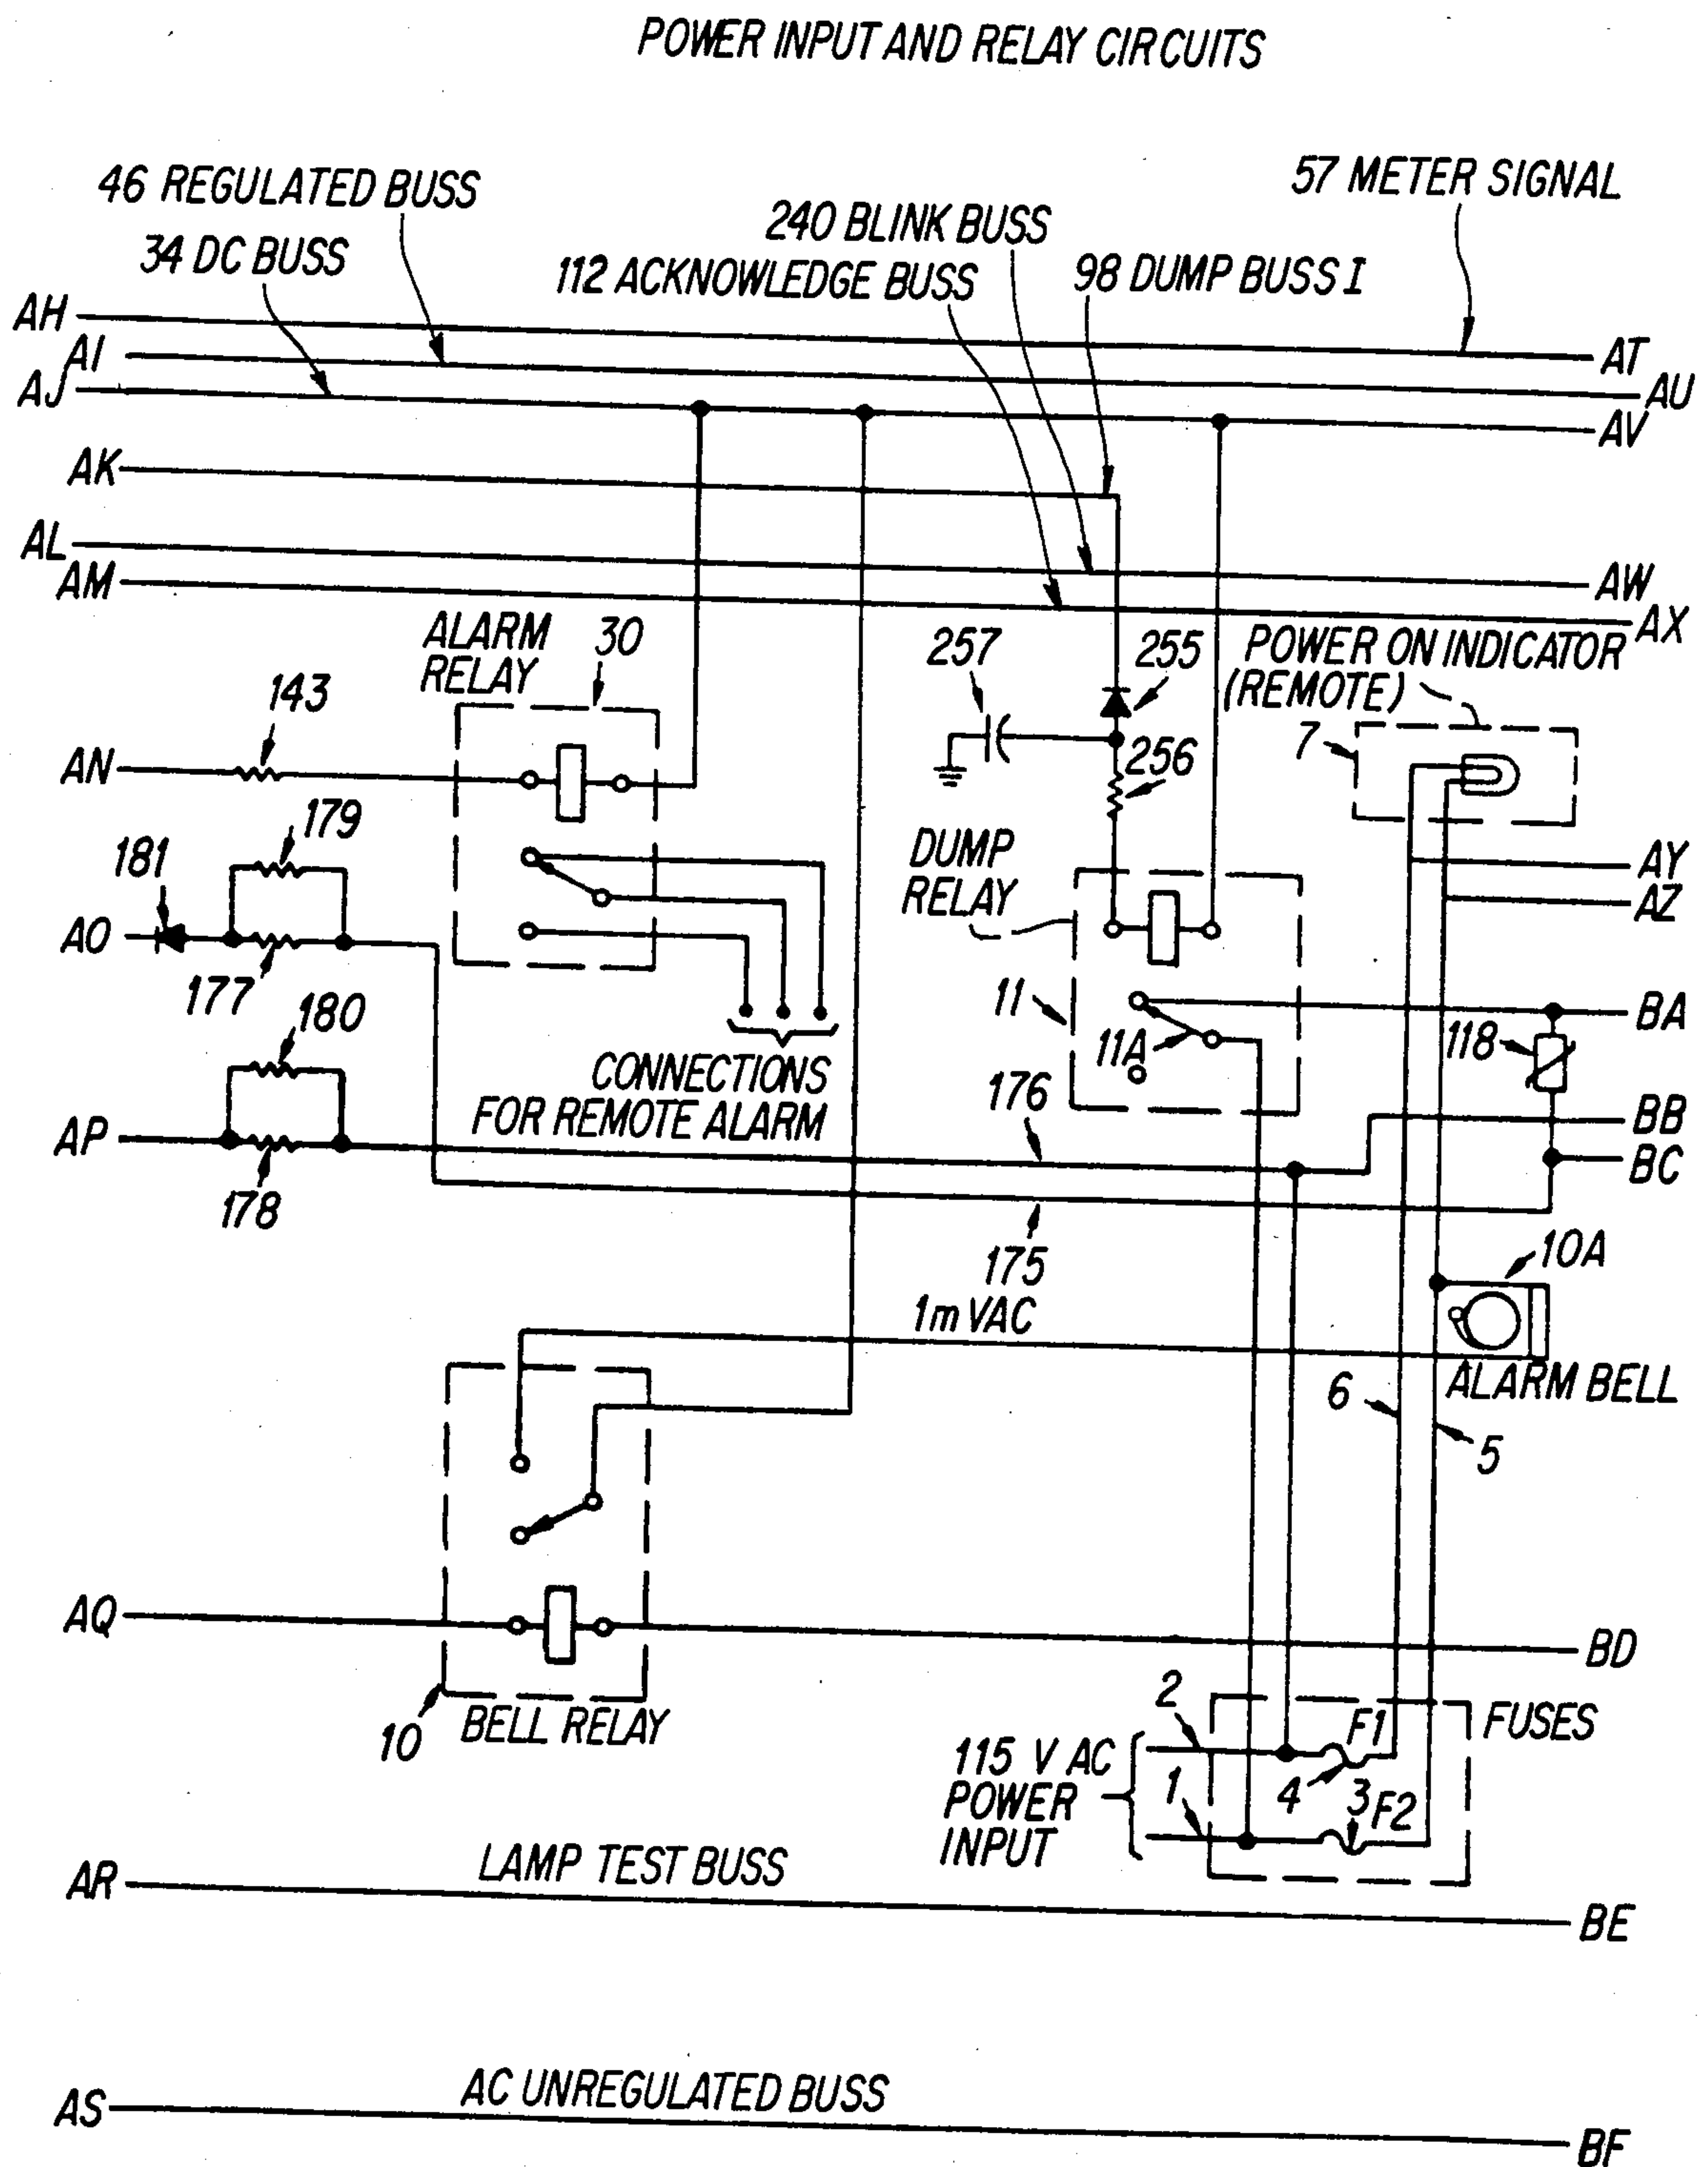 POWER INPUT AND RELAY CIRCUITS
46 REGULATED BUSS
57 METER SIGNAL
34 DC BUSS
240 BLINK BUSS
112 ACKNOWLEDGE BUSS
98 DUMP BUSS I
AH
AT
AI
AU
AJ
AV
AK
AL
AW
AM
AX
ALARM
RELAY
30
257
255
POWER ON INDICATOR
(REMOTE)
143
7
AN
256
179
181
DUMP
RELAY
AY
AZ
AO
177
11
BA
180
11A
118
CONNECTIONS
FOR REMOTE ALARM
176
BB
AP
BC
178
175
10A
1m VAC
ALARM BELL
6
5
AQ
BD
2
FUSES
10
BELL RELAY
F1
115 V AC
POWER
INPUT
1
4
3
F2
LAMP TEST BUSS
AR
BE
AC UNREGULATED BUSS
AS
BF